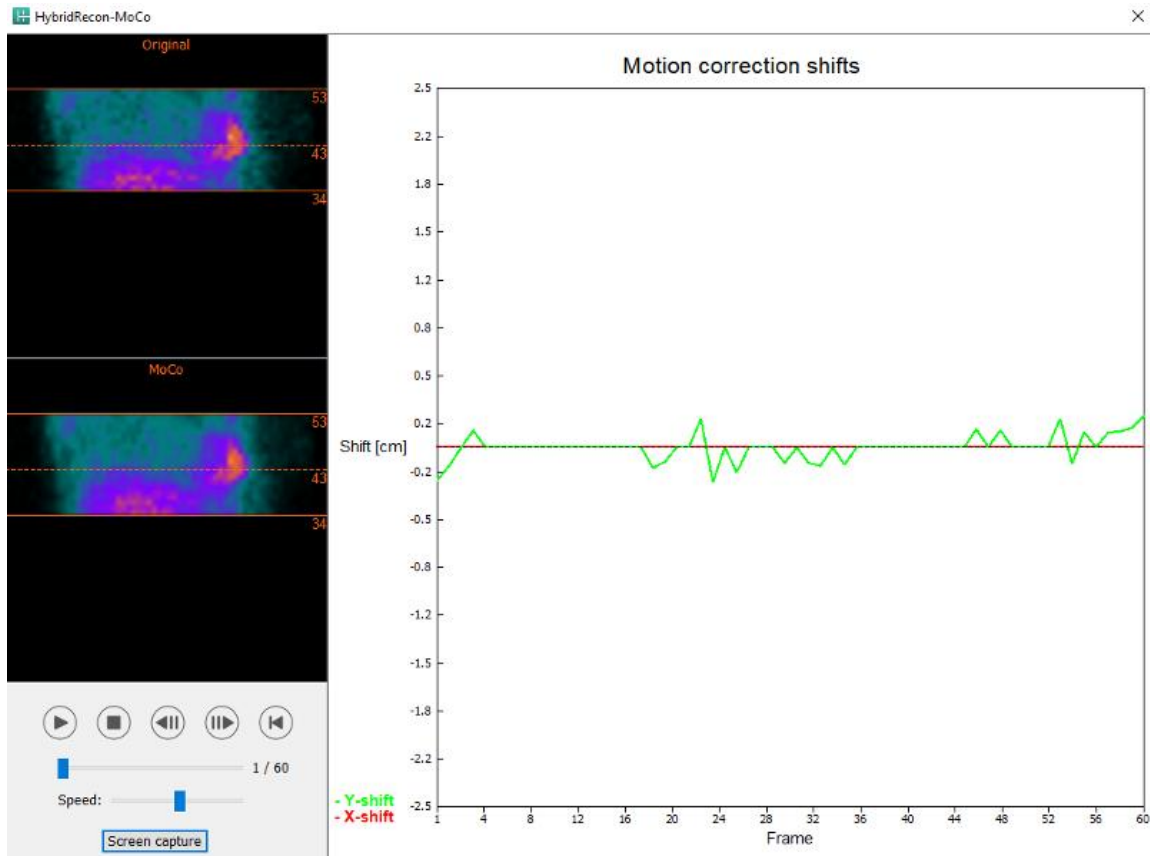 HybridRecon-MoCo
Original
53
43
34
MoCo
53
43
34
1 / 60
Speed:
Screen capture
Motion correction shifts
2.5
2.2
1.8
1.5
1.2
0.8
0.5
0.2
Shift [cm]
-0.2
-0.5
-0.8
-1.2
-1.5
-1.8
-2.2
-2.5
- Y-shift
- X-shift
1 4 8 12 16 20 24 28 32 36 40 44 48 52 56 60
Frame